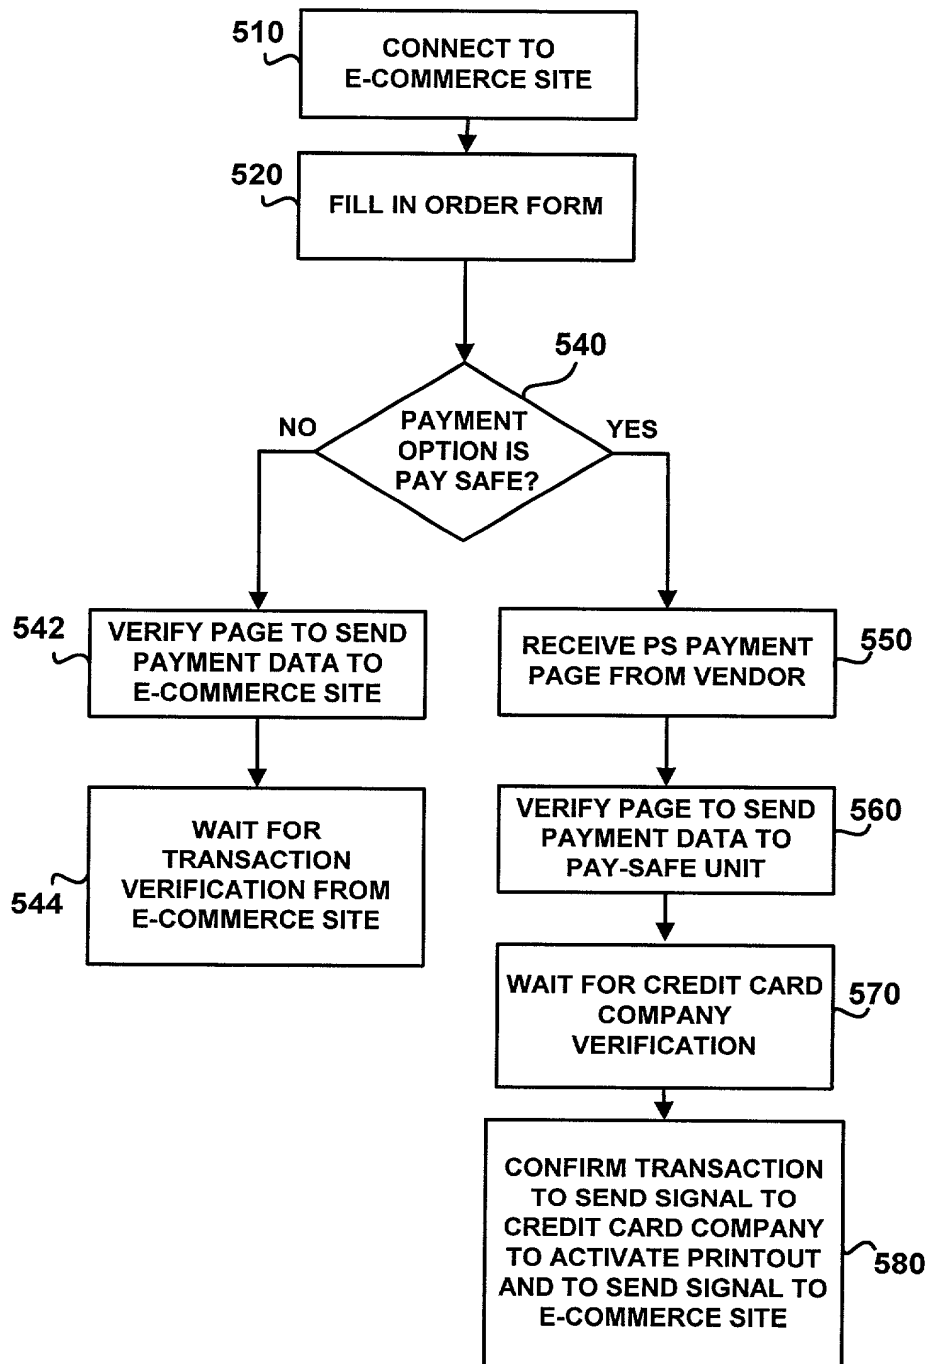 510
CONNECT TO
E-COMMERCE SITE
520
FILL IN ORDER FORM
540
PAYMENT
OPTION IS
PAY SAFE?
NO
YES
542
VERIFY PAGE TO SEND
PAYMENT DATA TO
E-COMMERCE SITE
RECEIVE PS PAYMENT
PAGE FROM VENDOR
550
544
WAIT FOR
TRANSACTION
VERIFICATION FROM
E-COMMERCE SITE
VERIFY PAGE TO SEND
PAYMENT DATA TO
PAY-SAFE UNIT
560
WAIT FOR CREDIT CARD
COMPANY
VERIFICATION
570
CONFIRM TRANSACTION
TO SEND SIGNAL TO
CREDIT CARD COMPANY
TO ACTIVATE PRINTOUT
AND TO SEND SIGNAL TO
E-COMMERCE SITE
580